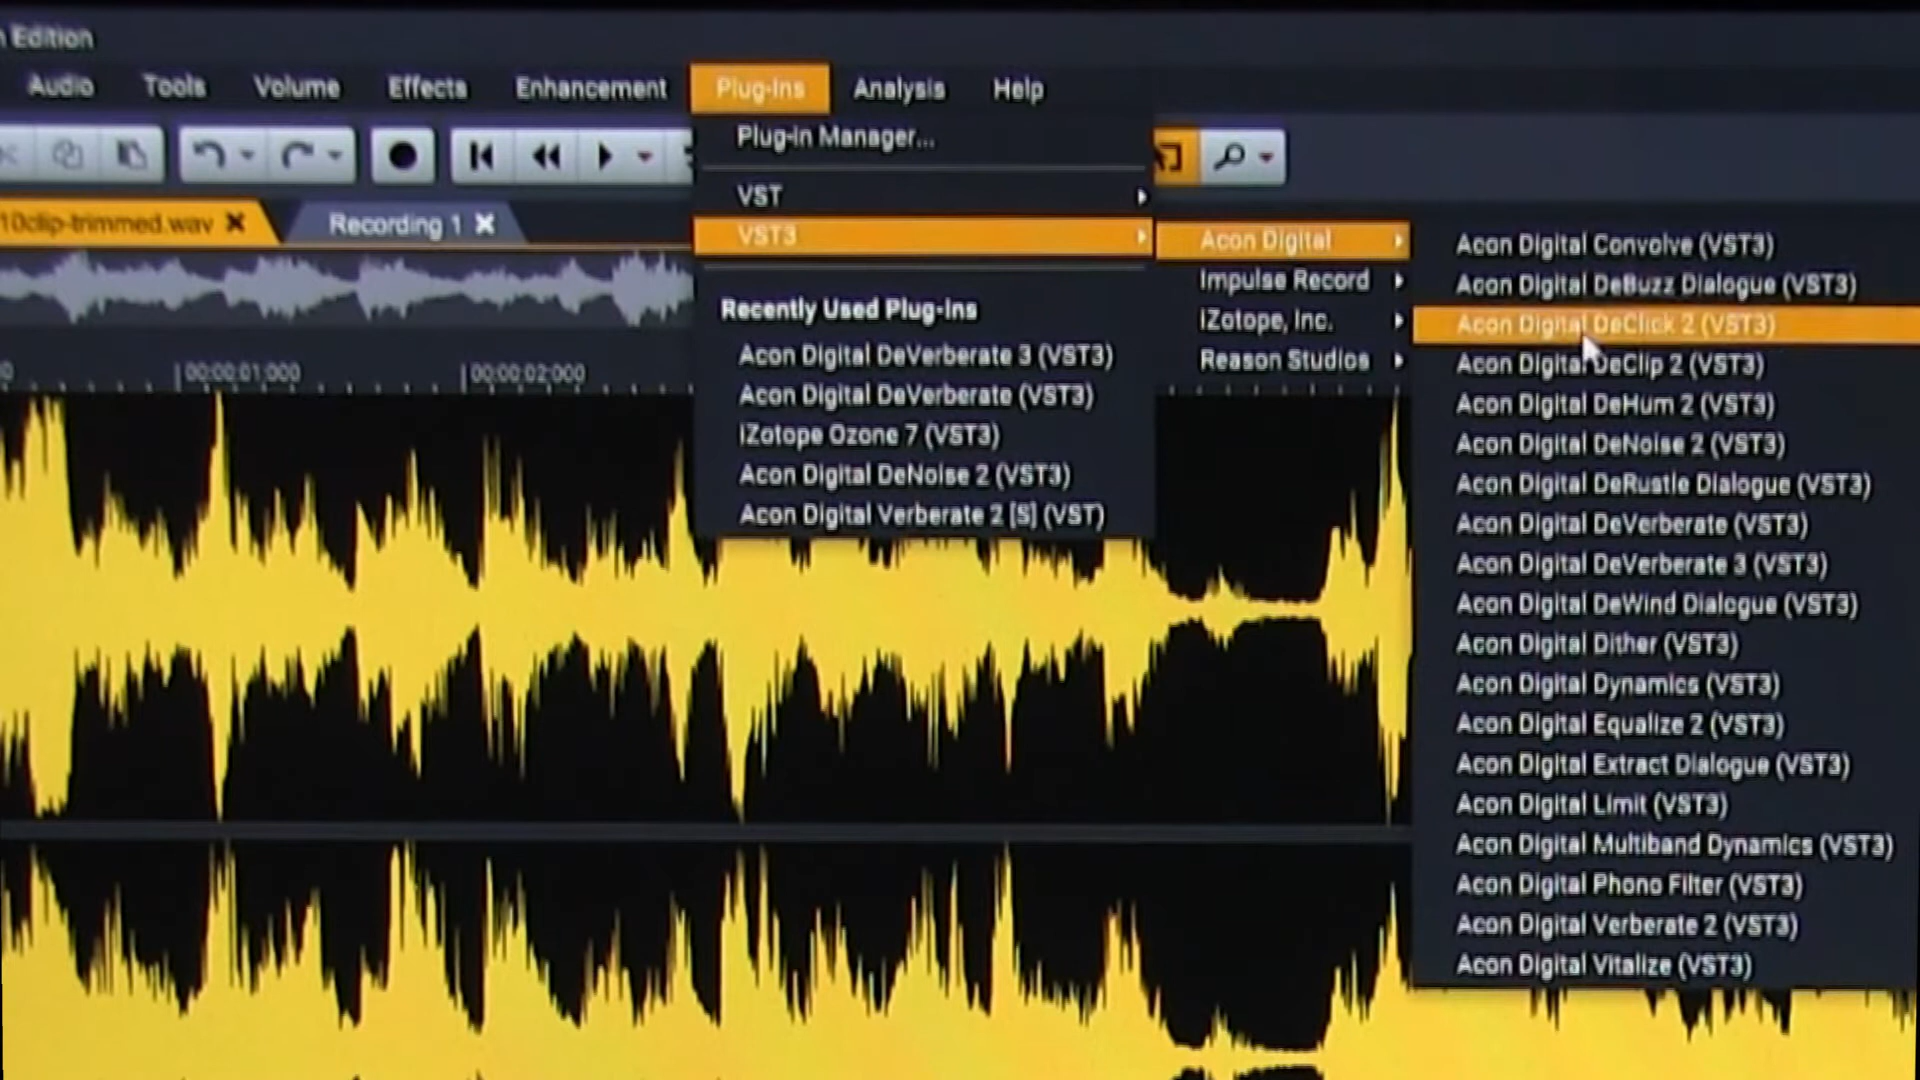 Edition
Audio Tools Volume Effects Enhancement Plug-Ins Analysis Help
Plug-In Manager...
VST
VST3
Recently Used Plug-Ins
Acon Digital DeVerberate 3 (VST3)
Acon Digital DeVerberate (VST3)
iZotope Ozone 7 (VST3)
Acon Digital DeNoise 2 (VST3)
Acon Digital Verberate 2 [S] (VST)
Acon Digital
Impulse Record
iZotope, Inc.
Reason Studios
Acon Digital Convolve (VST3)
Acon Digital DeBuzz Dialogue (VST3)
Acon Digital DeClick 2 (VST3)
Acon Digital DeClip 2 (VST3)
Acon Digital DeHum 2 (VST3)
Acon Digital DeNoise 2 (VST3)
Acon Digital DeRustle Dialogue (VST3)
Acon Digital DeVerberate (VST3)
Acon Digital DeVerberate 3 (VST3)
Acon Digital DeWind Dialogue (VST3)
Acon Digital Dither (VST3)
Acon Digital Dynamics (VST3)
Acon Digital Equalize 2 (VST3)
Acon Digital Extract Dialogue (VST3)
Acon Digital Limit (VST3)
Acon Digital Multiband Dynamics (VST3)
Acon Digital Phono Filter (VST3)
Acon Digital Verberate 2 (VST3)
Acon Digital Vitalize (VST3)
10clip-trimmed.wav
Recording 1
00:00:01:000
00:00:02:000